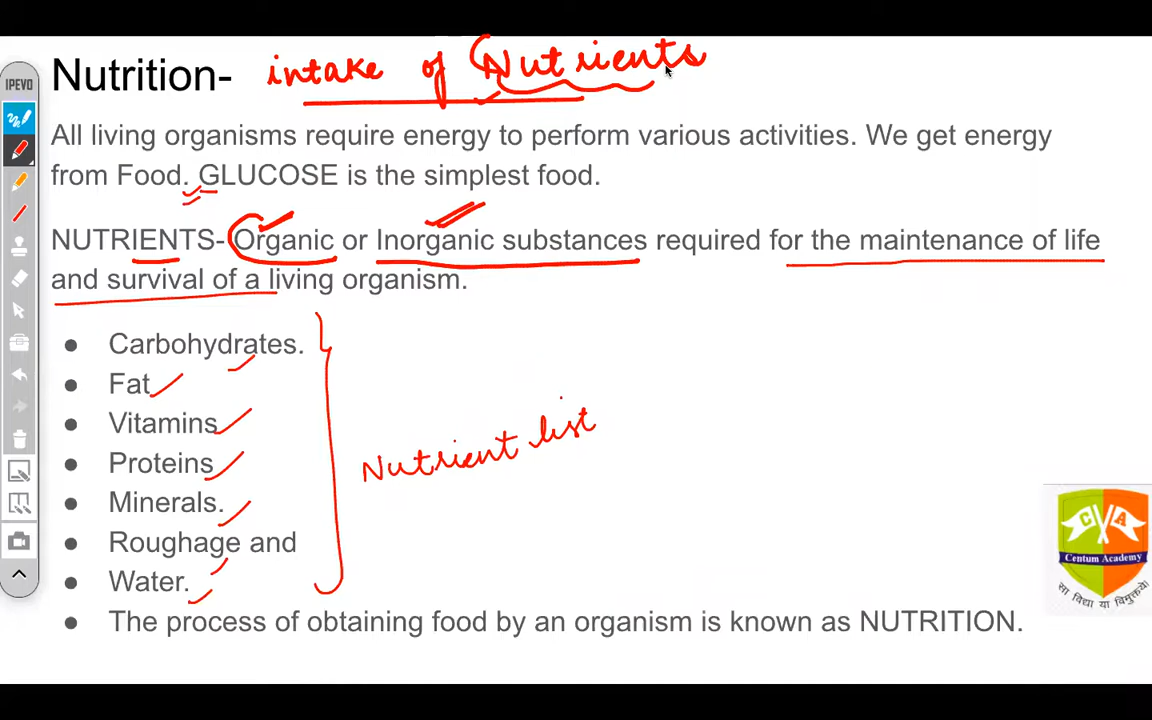 Nutrition- intake of Nutrients
IPEVO
All living organisms require energy to perform various activities. We get energy
from Food. GLUCOSE is the simplest food.
NUTRIENTS- Organic or Inorganic substances required for the maintenance of life
and survival of a living organism.
● Carbohydrates.
● Fat
● Vitamins
● Proteins
● Minerals.
● Roughage and
● Water.
Nutrient list
● The process of obtaining food by an organism is known as NUTRITION.
C A
Centum Academy
सा विद्या या विमुक्तये।